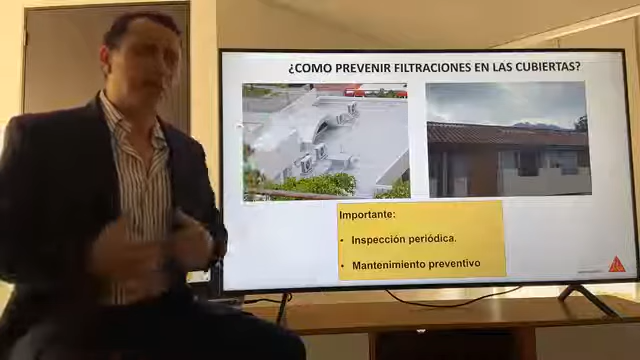 ¿COMO PREVENIR FILTRACIONES EN LAS CUBIERTAS?
Importante:
• Inspección periódica.
• Mantenimiento preventivo